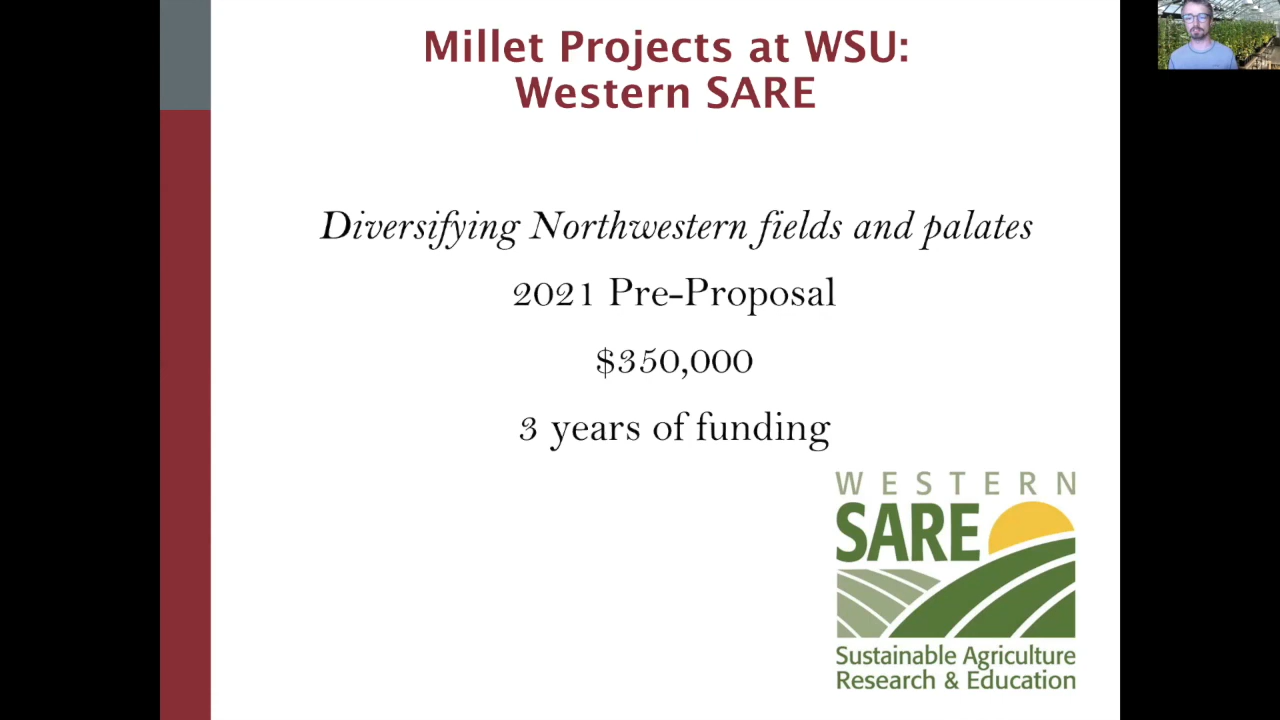 Millet Projects at WSU:
Western SARE
Diversifying Northwestern fields and palates
2021 Pre-Proposal
$350,000
3 years of funding
WESTERN
SARE
Sustainable Agriculture
Research & Education